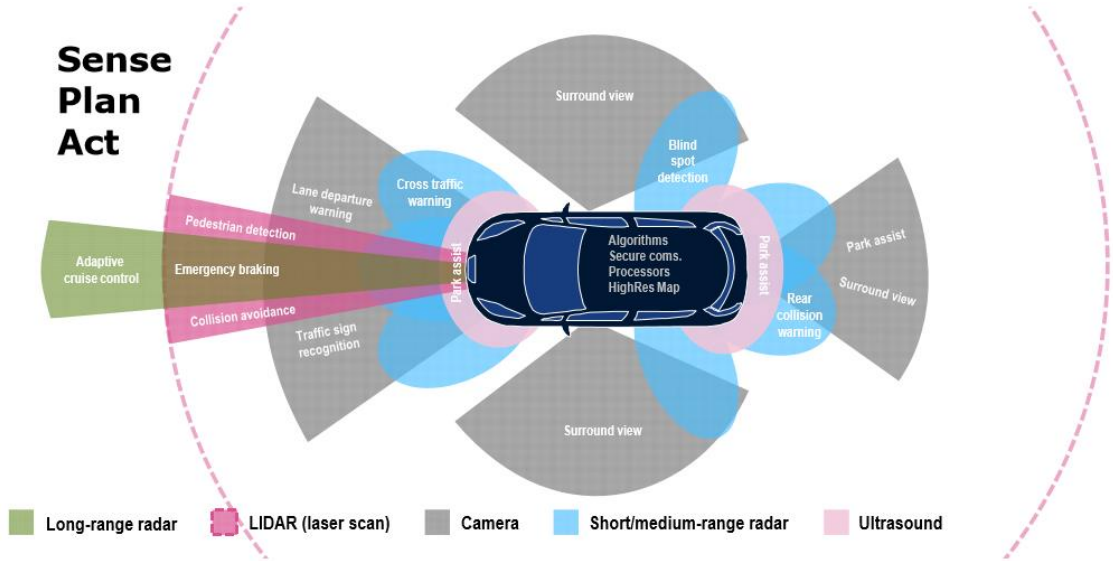 Sense
Plan
Act
Surround view
Blind
spot
detection
Cross traffic
warning
Lane departure
warning
Pedestrian detection
Adaptive
cruise control
Emergency braking
Park assist
Algorithms
Secure coms.
Processors
HighRes Map
Park assist
Park assist
Surround view
Rear
collision
warning
Collision avoidance
Traffic sign
recognition
Surround view
Long-range radar
LIDAR (laser scan)
Camera
Short/medium-range radar
Ultrasound